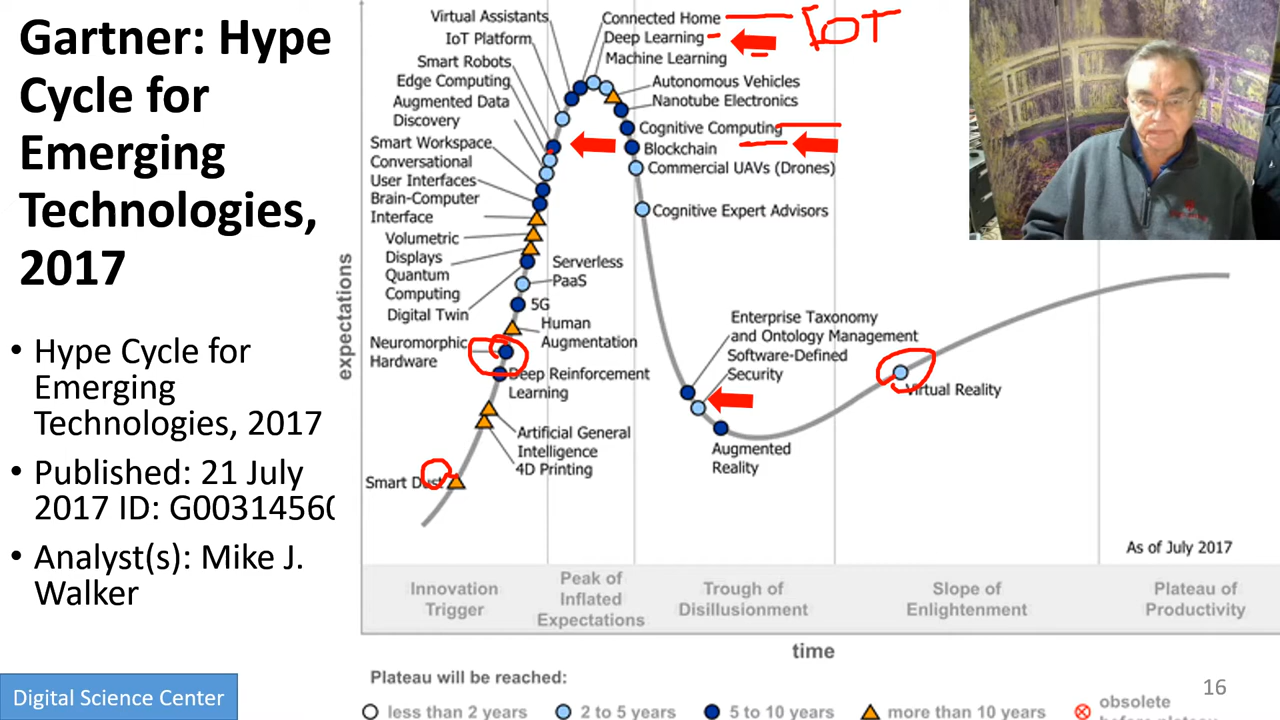 Gartner: Hype
Cycle for
Emerging
Technologies,
2017
• Hype Cycle for
Emerging
Technologies, 2017
• Published: 21 July
2017 ID: G00314560
• Analyst(s): Mike J.
Walker
Digital Science Center
expectations
Virtual Assistants
IoT Platform
Smart Robots
Edge Computing
Augmented Data
Discovery
Smart Workspace
Conversational
User Interfaces
Brain-Computer
Interface
Volumetric
Displays
Quantum
Computing
Digital Twin
Neuromorphic
Hardware
Smart Dust
Serverless
PaaS
5G
Human
Augmentation
Deep Reinforcement
Learning
Artificial General
Intelligence
4D Printing
Connected Home
IOT
Deep Learning
Machine Learning
Autonomous Vehicles
Nanotube Electronics
Cognitive Computing
Blockchain
Commercial UAVs (Drones)
Cognitive Expert Advisors
Enterprise Taxonomy
and Ontology Management
Software-Defined
Security
Augmented
Reality
Virtual Reality
As of July 2017
Innovation
Trigger
Peak of
Inflated
Expectations
Trough of
Disillusionment
Slope of
Enlightenment
Plateau of
Productivity
time
Plateau will be reached:
less than 2 years
2 to 5 years
5 to 10 years
more than 10 years
obsolete
before plateau
16